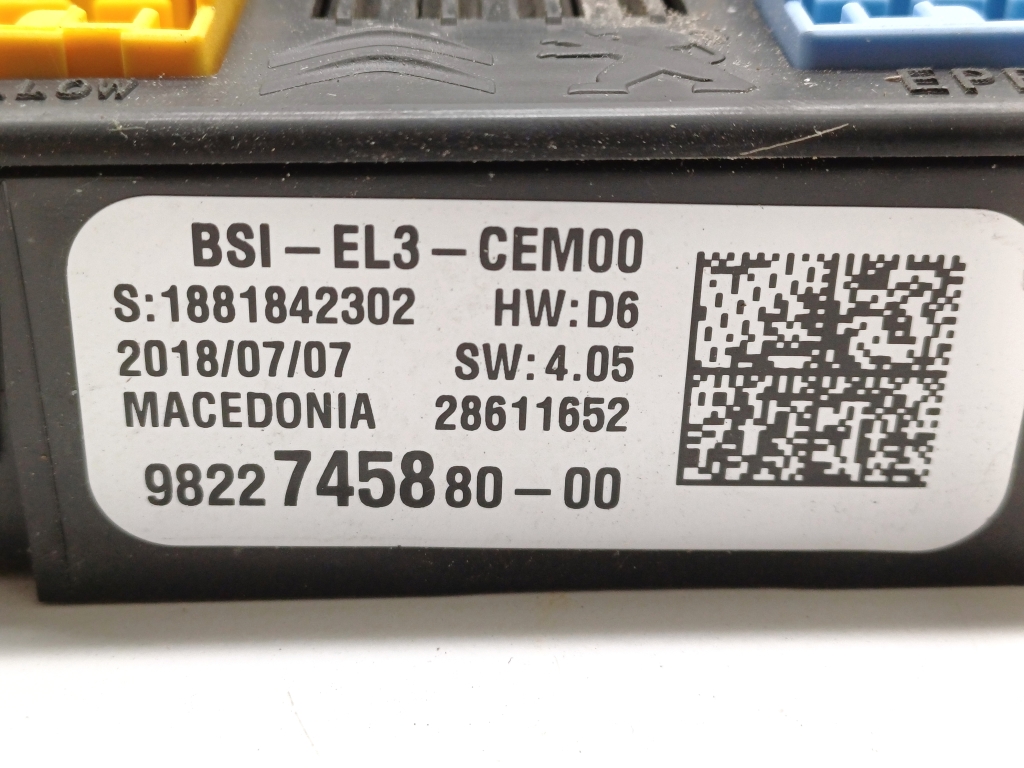 BSI-EL3-CEM00
S:1881842302 HW:D6
2018/07/07 SW:4.05
MACEDONIA 28611652
9822745880-00